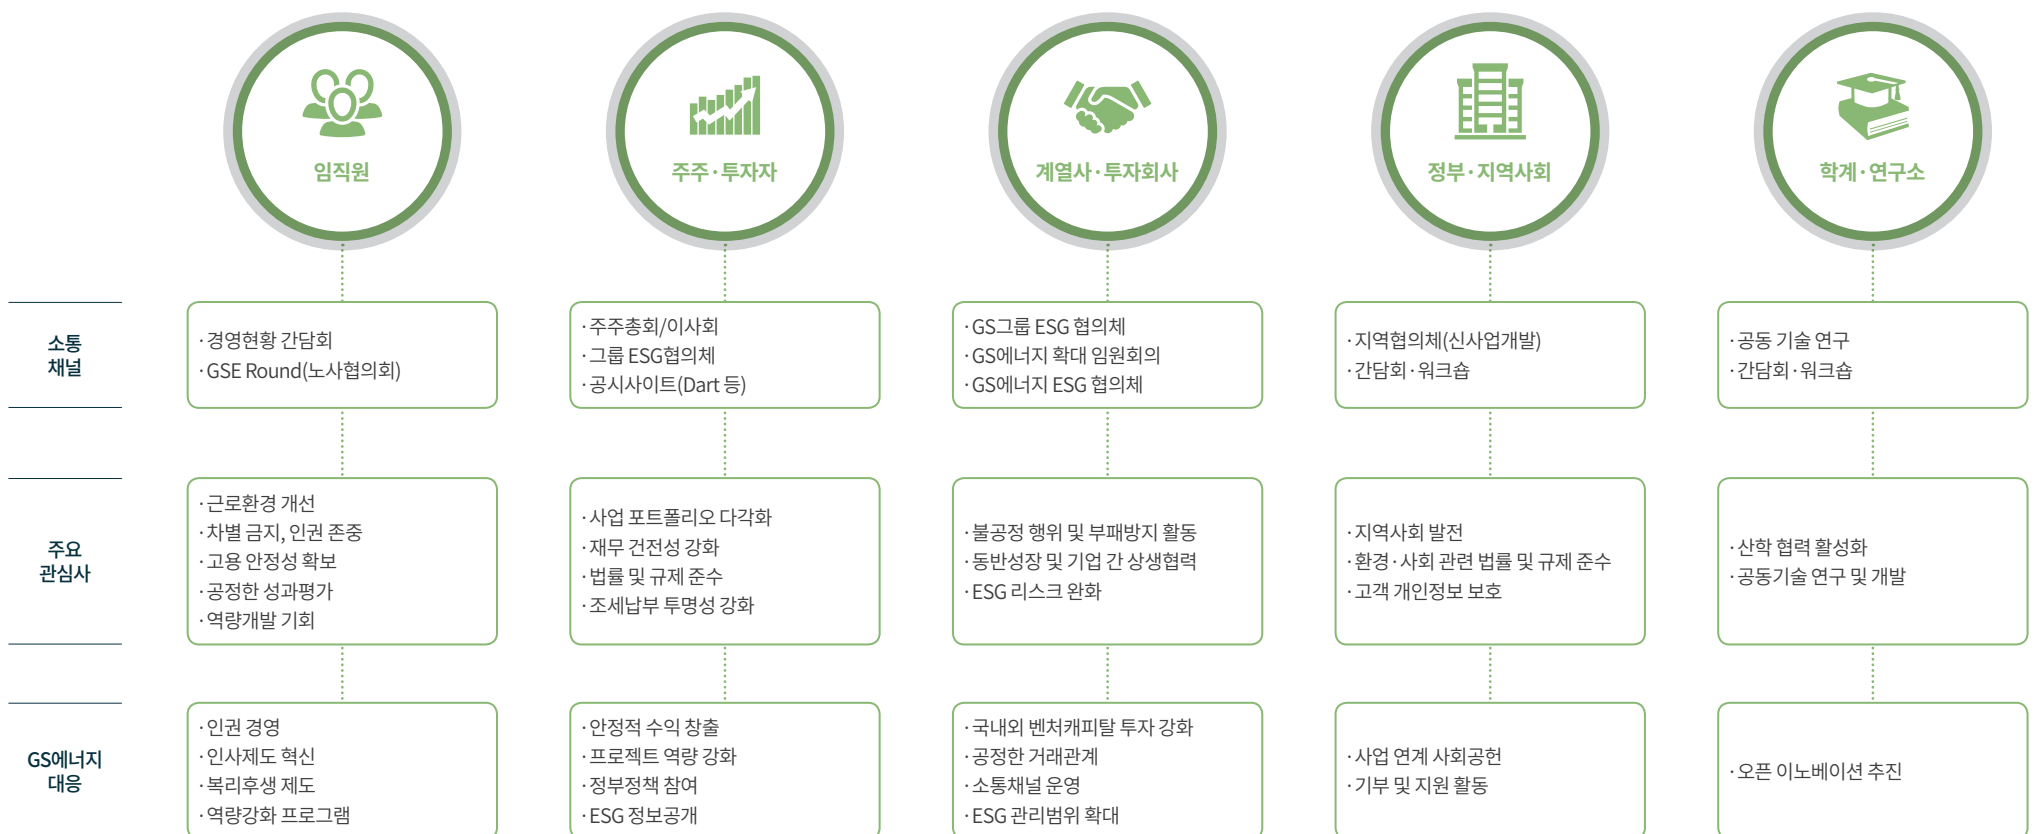 임직원
주주·투자자
계열사·투자회사
정부·지역사회
학계·연구소
소통
채널
·경영현황 간담회
·GSE Round(노사협의회)
·주주총회/이사회
·그룹 ESG협의체
·공시사이트(Dart 등)
·GS그룹 ESG 협의체
·GS에너지 확대 임원회의
·GS에너지 ESG 협의체
·지역협의체(신사업개발)
·간담회·워크숍
·공동 기술 연구
·간담회·워크숍
주요
관심사
·근로환경 개선
·차별 금지, 인권 존중
·고용 안정성 확보
·공정한 성과평가
·역량개발 기회
·사업 포트폴리오 다각화
·재무 건전성 강화
·법률 및 규제 준수
·조세납부 투명성 강화
·불공정 행위 및 부패방지 활동
·동반성장 및 기업 간 상생협력
·ESG 리스크 완화
·지역사회 발전
·환경·사회 관련 법률 및 규제 준수
·고객 개인정보 보호
·산학 협력 활성화
·공동기술 연구 및 개발
GS에너지
대응
·인권 경영
·인사제도 혁신
·복리후생 제도
·역량강화 프로그램
·안정적 수익 창출
·프로젝트 역량 강화
·정부정책 참여
·ESG 정보공개
·국내외 벤처캐피탈 투자 강화
·공정한 거래관계
·소통채널 운영
·ESG 관리범위 확대
·사업 연계 사회공헌
·기부 및 지원 활동
·오픈 이노베이션 추진